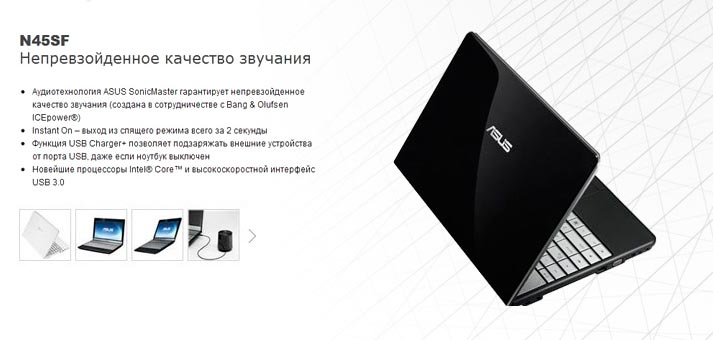 N45SF
Непревзойденное качество звучания
Аудиотехнология ASUS SonicMaster гарантирует непревзойденное
качество звучания (создана в сотрудничестве с Bang & Olufsen
ICEpower®)
Instant On – выход из спящего режима всего за 2 секунды
Функция USB Charger+ позволяет подзаряжать внешние устройства
от порта USB, даже если ноутбук выключен
Новейшие процессоры Intel® Core™ и высокоскоростной интерфейс
USB 3.0
ASUS